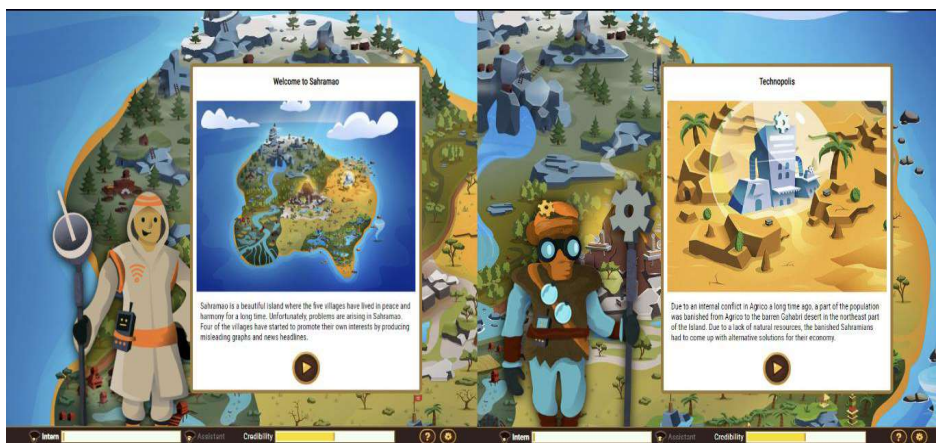 Welcome to Sahramao
Sahramao is a beautiful island where the five villages have lived in peace and
harmony for a long time. Unfortunately, problems are arising in Sahramao.
Four of the villages have started to promote their own interests by producing
misleading graphs and news headlines.
Intern
Assistant
Credibility
?
Technopolis
Due to an internal conflict in Agrico a long time ago, a part of the population
was banished from Agrico to the barren Gahabri desert in the northeast part
of the Island. Due to a lack of natural resources, the banished Sahramians
had to come up with alternative solutions for their economy.
Intern
Assistant
Credibility
?